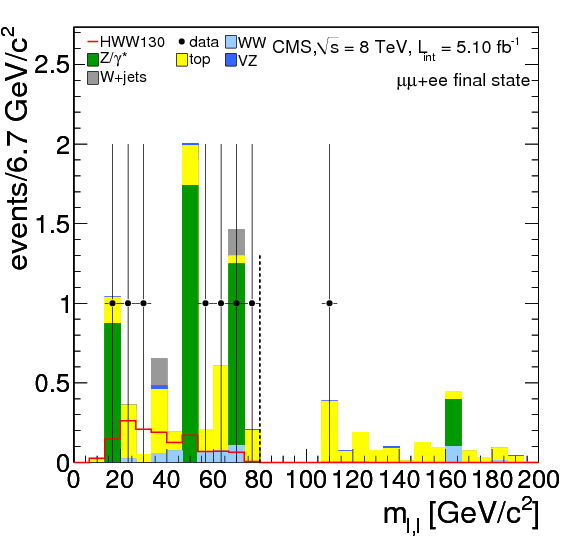 HWW130 data WW CMS,√s = 8 TeV, L_int = 5.10 fb⁻¹
Z/γ* top VZ
W+jets μμ+ee final state
events/6.7 GeV/c²
2.5
2
1.5
1
0.5
0
0 20 40 60 80 100 120 140 160 180 200
m_l,l [GeV/c²]